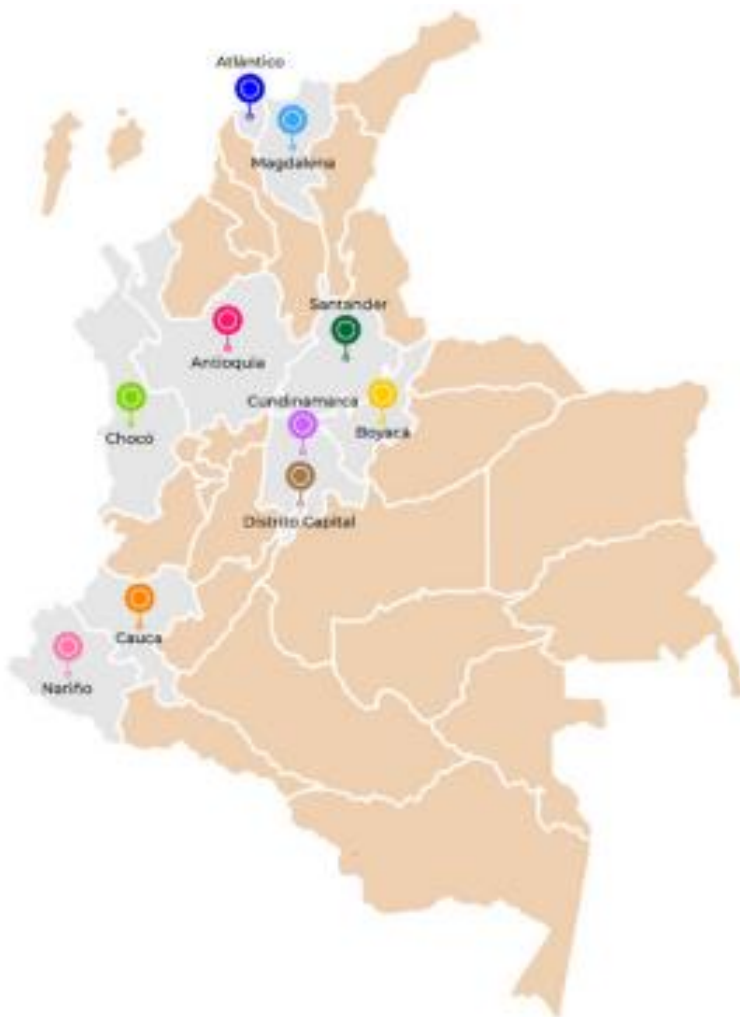 Atlántico
Magdalena
Santander
Antioquia
Cundinamarca
Chocó
Boyacá
Distrito Capital
Cauca
Nariño